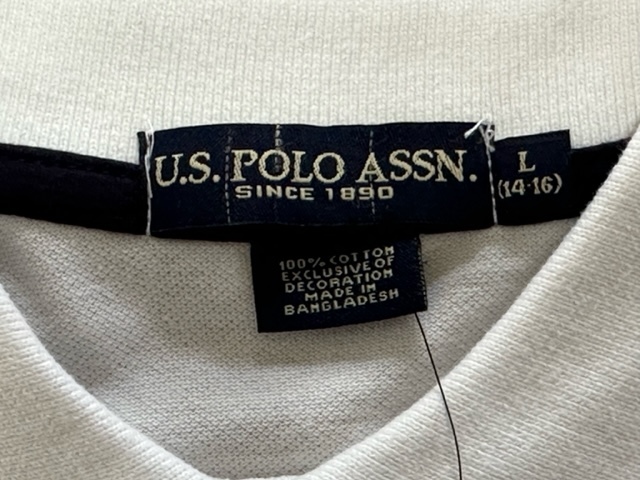 U.S. POLO ASSN.
SINCE 1890
L
(14-16)
100% COTTON
EXCLUSIVE OF
DECORATION
MADE IN
BANGLADESH